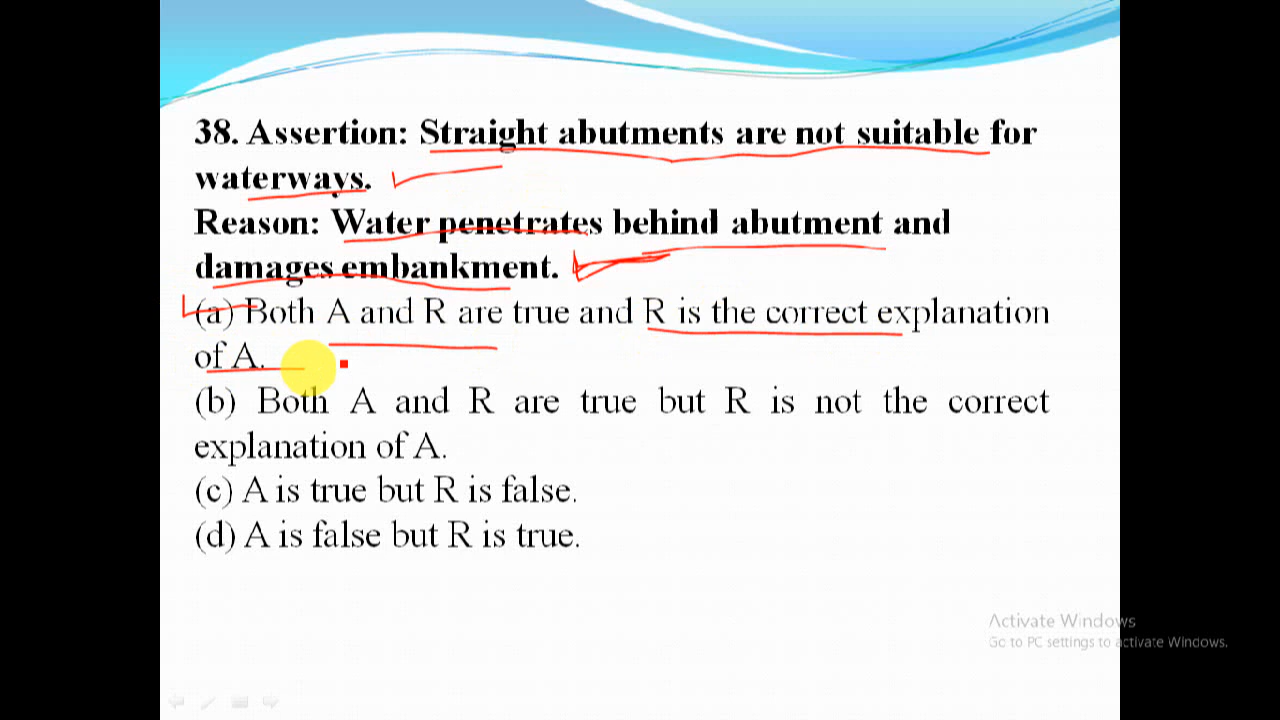 38. Assertion: Straight abutments are not suitable for
waterways.
Reason: Water penetrates behind abutment and
damages embankment.
(a) Both A and R are true and R is the correct explanation
of A.
(b) Both A and R are true but R is not the correct
explanation of A.
(c) A is true but R is false.
(d) A is false but R is true.
Activate Windows
Go to PC settings to activate Windows.